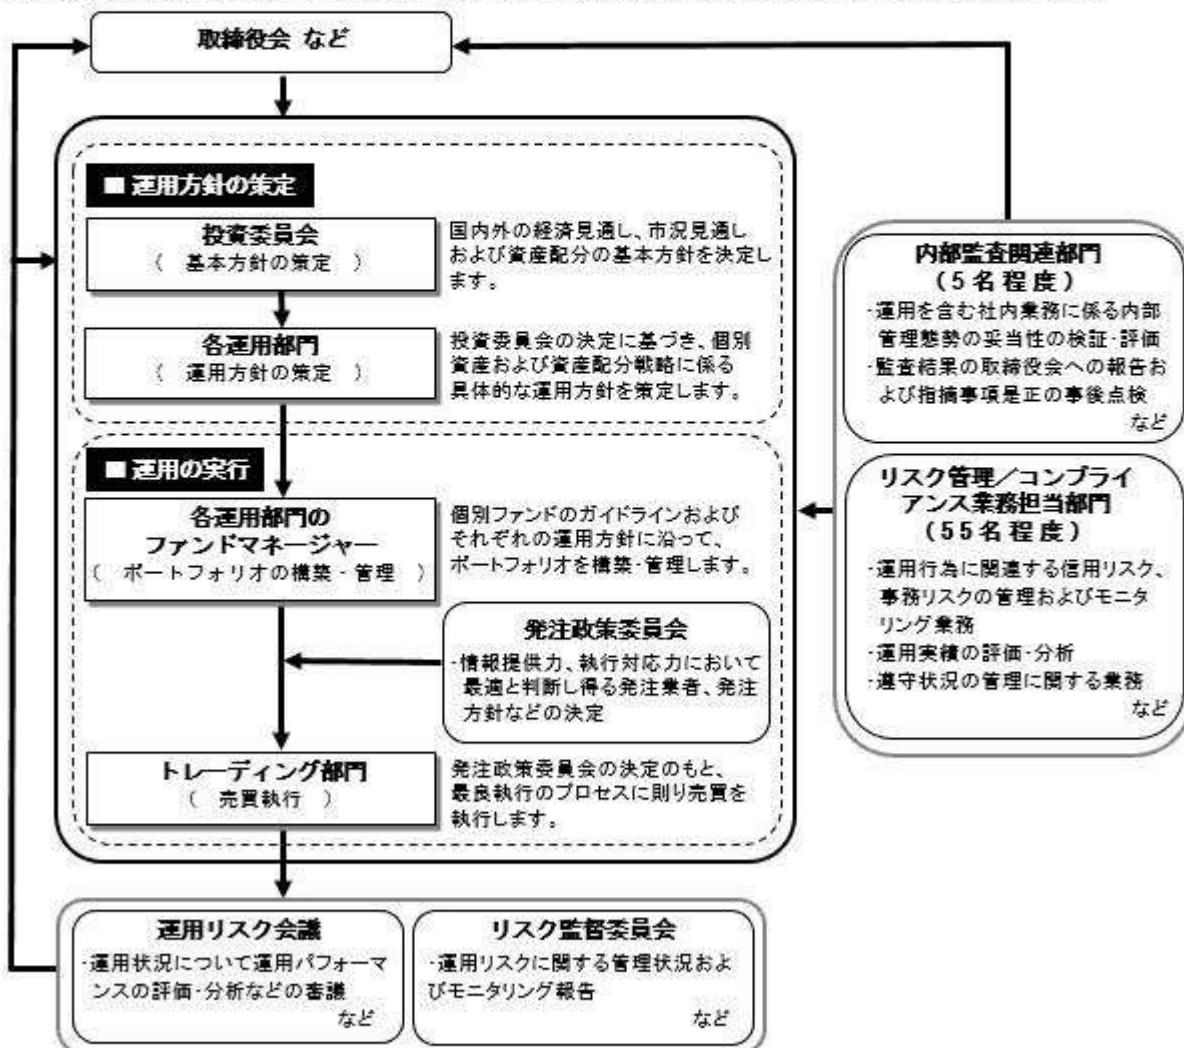 取締役会 など
■ 運用方針の策定
投資委員会
（ 基本方針の策定 ）
国内外の経済見通し、市況見通し
および資産配分の基本方針を決定し
ます。
各運用部門
（ 運用方針の策定 ）
投資委員会の決定に基づき、個別
資産および資産配分戦略に係る
具体的な運用方針を策定します。
■ 運用の実行
各運用部門の
ファンドマネージャー
（ ポートフォリオの構築・管理 ）
個別ファンドのガイドラインおよび
それぞれの運用方針に沿って、
ポートフォリオを構築・管理します。
発注政策委員会
・情報提供力、執行対応力において
最適と判断し得る発注業者、発注
方針などの決定
トレーディング部門
（ 売買執行 ）
発注政策委員会の決定のもと、
最良執行のプロセスに則り売買を
執行します。
内部監査関連部門
（５名程度）
・運用を含む社内業務に係る内部
管理態勢の妥当性の検証・評価
・監査結果の取締役会への報告お
よび指摘事項是正の事後点検
など
リスク管理／コンプライ
アンス業務担当部門
（５５名程度）
・運用行為に関連する信用リスク、
事務リスクの管理およびモニタ
リング業務
・運用実績の評価・分析
・遵守状況の管理に関する業務
など
運用リスク会議
・運用状況について運用パフォーマ
ンスの評価・分析などの審議
など
リスク監督委員会
・運用リスクに関する管理状況およ
びモニタリング報告
など